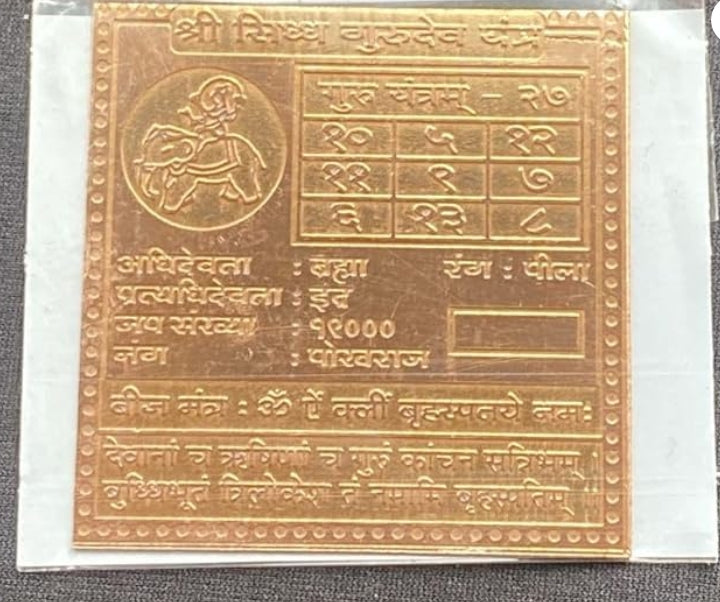 श्री सिध्ध गुरुदेव यंत्र
गुरु यंत्रम् - २७
१० ५ १२
११ ९ ७
६ १३ ८
अधिदेवता : ब्रह्मा रंग : पीला
प्रत्यधिदेवता : इंद्र
जप संख्या : १९०००
नंग : पोखराज
बीज मंत्र : ॐ ऐं क्लीं बृहस्पतये नमः
देवानां च ऋषिणां च गुरुं कांचन सन्निभम् ।
बुध्धिभूतं त्रिलोकेश तं नमामि बृहस्पतिम्